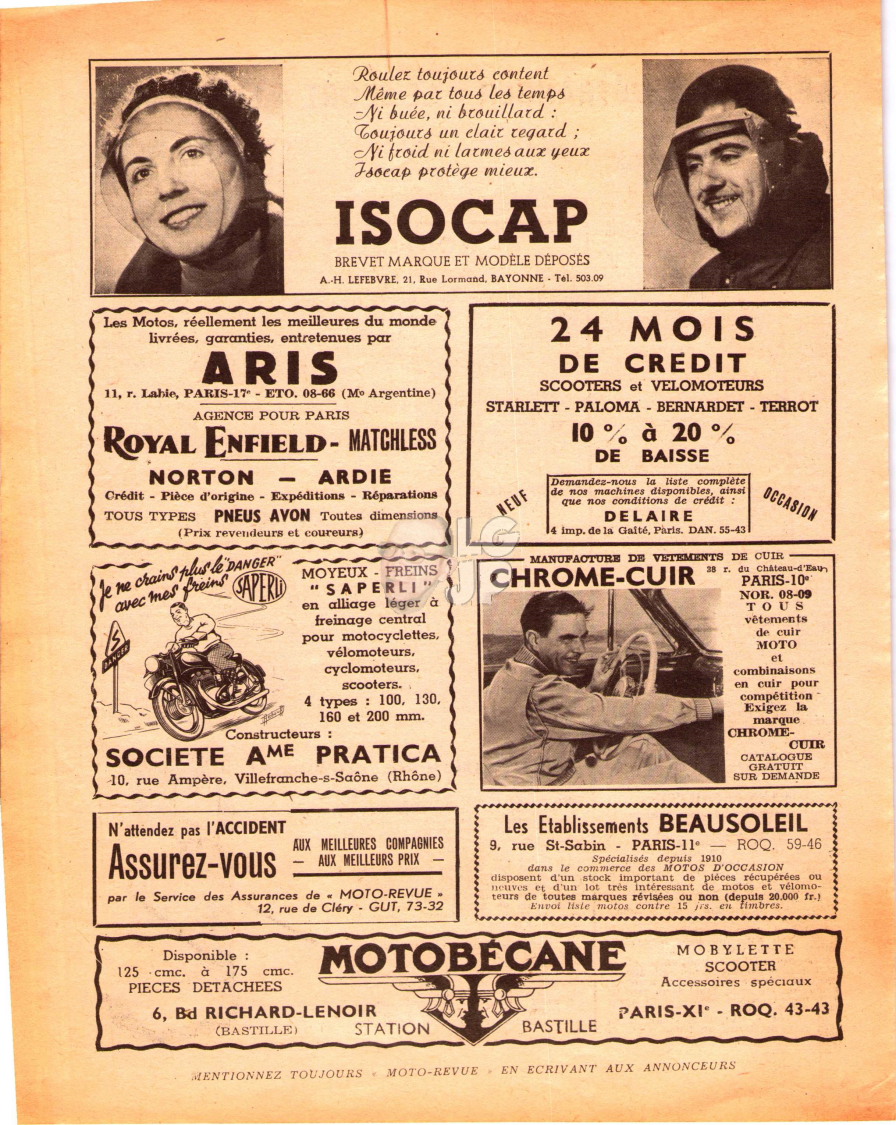 Roulez toujours content
Même par tous les temps
Ni buée, ni brouillard :
Toujours un clair regard ;
Ni froid ni larmes aux yeux
Isocap protège mieux.
ISOCAP
BREVET MARQUE ET MODÈLE DÉPOSÉS
A.-H. LEFEBVRE, 21, Rue Lormand, BAYONNE - Tél. 503.09
Les Motos, réellement les meilleures du monde
livrées, garanties, entretenues par
ARIS
11, r. Labie, PARIS-17e - ETO. 08-66 (Mo Argentine)
AGENCE POUR PARIS
ROYAL ENFIELD - MATCHLESS
NORTON — ARDIE
Crédit - Pièce d'origine - Expéditions - Réparations
TOUS TYPES PNEUS AVON Toutes dimensions
(Prix revendeurs et coureurs)
24 MOIS
DE CREDIT
SCOOTERS et VELOMOTEURS
STARLETT - PALOMA - BERNARDET - TERROT
10 % à 20 %
DE BAISSE
NEUF
Demandez-nous la liste complète
de nos machines disponibles, ainsi
que nos conditions de crédit :
DELAIRE
4 imp. de la Gaîté, Paris. DAN. 55-43
OCCASION
Je ne crains plus le "DANGER"
avec mes freins SAPERLI
DANGER
MOYEUX - FREINS
"SAPERLI"
en alliage léger à
freinage central
pour motocyclettes,
vélomoteurs,
cyclomoteurs,
scooters.
4 types : 100, 130,
160 et 200 mm.
Constructeurs :
SOCIETE AME PRATICA
10, rue Ampère, Villefranche-s-Saône (Rhône)
MANUFACTURE DE VETEMENTS DE CUIR
CHROME-CUIR
38 r. du Château-d'Eau
PARIS-10e
NOR. 08-09
TOUS
vêtements
de cuir
MOTO
et
combinaisons
en cuir pour
compétition
Exigez la
marque
CHROME-
CUIR
CATALOGUE
GRATUIT
SUR DEMANDE
LG
JP
N'attendez pas l'ACCIDENT
Assurez-vous
AUX MEILLEURES COMPAGNIES
— AUX MEILLEURS PRIX —
par le Service des Assurances de « MOTO-REVUE »
12, rue de Cléry - GUT, 73-32
Les Etablissements BEAUSOLEIL
9, rue St-Sabin - PARIS-11e — ROQ. 59-46
Spécialisés depuis 1910
dans le commerce des MOTOS D'OCCASION
disposent d'un stock important de pièces récupérées ou
neuves et d'un lot très intéressant de motos et vélomo-
teurs de toutes marques révisées ou non (depuis 20.000 fr.)
Envoi liste motos contre 15 frs. en timbres.
Disponible :
125 cmc. à 175 cmc.
PIECES DETACHEES
6, Bd RICHARD-LENOIR
(BASTILLE)
MOTOBÉCANE
STATION BASTILLE
MOBYLETTE
SCOOTER
Accessoires spéciaux
PARIS-XIe - ROQ. 43-43
MENTIONNEZ TOUJOURS « MOTO-REVUE » EN ECRIVANT AUX ANNONCEURS